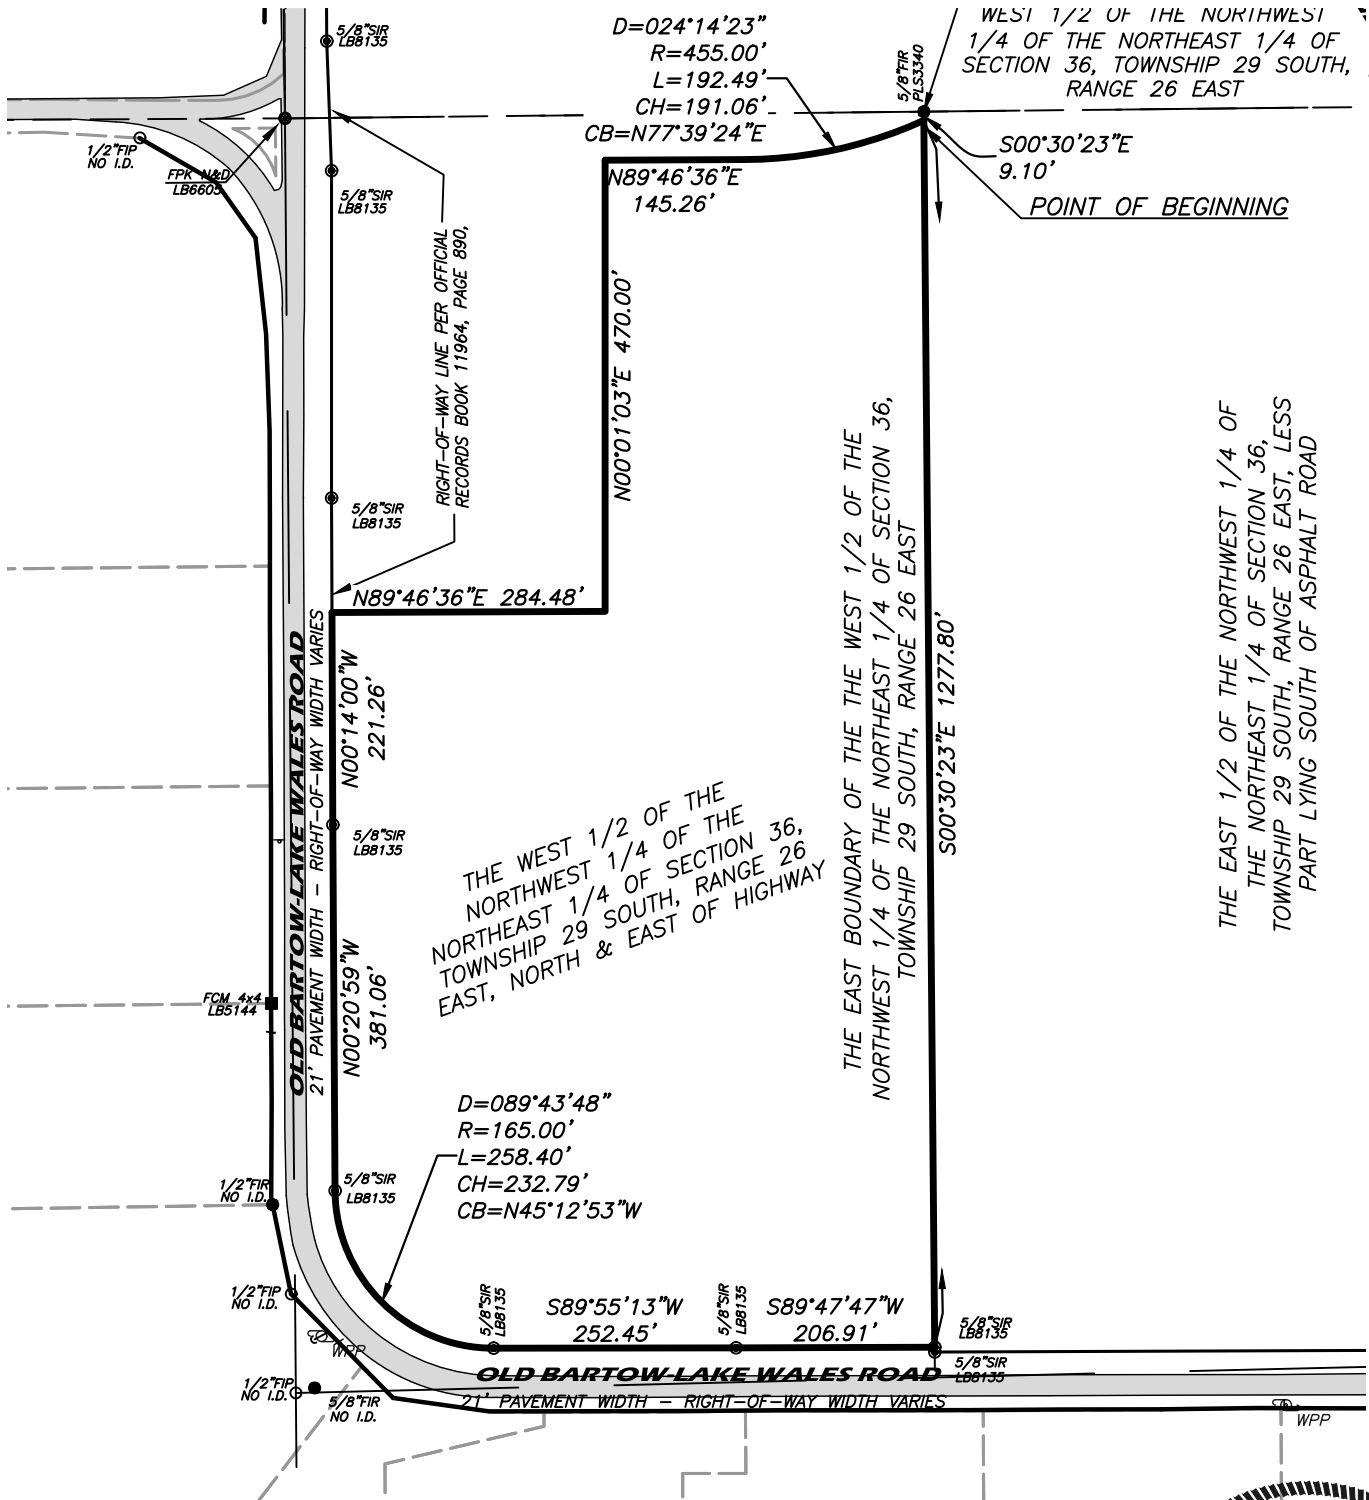 WEST 1/2 OF THE NORTHWEST
1/4 OF THE NORTHEAST 1/4 OF
SECTION 36, TOWNSHIP 29 SOUTH,
RANGE 26 EAST
D=024°14'23"
R=455.00'
L=192.49'
CH=191.06'
CB=N77°39'24"E
5/8"SIR
LB8135
5/8"FIR
PLS3340
1/2"FIP
NO I.D.
FPK N&D
LB6605
5/8"SIR
LB8135
N89°46'36"E
145.26'
S00°30'23"E
9.10'
POINT OF BEGINNING
RIGHT-OF-WAY LINE PER OFFICIAL
RECORDS BOOK 11964, PAGE 890,
N00°01'03"E 470.00'
5/8"SIR
LB8135
N89°46'36"E 284.48'
OLD BARTOW-LAKE WALES ROAD
21' PAVEMENT WIDTH - RIGHT-OF-WAY WIDTH VARIES
N00°14'00"W
221.26'
5/8"SIR
LB8135
THE WEST 1/2 OF THE
NORTHWEST 1/4 OF THE
NORTHEAST 1/4 OF SECTION 36,
TOWNSHIP 29 SOUTH, RANGE 26
EAST, NORTH & EAST OF HIGHWAY
THE EAST BOUNDARY OF THE THE WEST 1/2 OF THE
NORTHWEST 1/4 OF THE NORTHEAST 1/4 OF SECTION 36,
TOWNSHIP 29 SOUTH, RANGE 26 EAST
S00°30'23"E 1277.80'
THE EAST 1/2 OF THE NORTHWEST 1/4 OF
THE NORTHEAST 1/4 OF SECTION 36,
TOWNSHIP 29 SOUTH, RANGE 26 EAST, LESS
PART LYING SOUTH OF ASPHALT ROAD
FCM 4x4
LB5144
N00°20'59"W
381.06'
D=089°43'48"
R=165.00'
L=258.40'
CH=232.79'
CB=N45°12'53"W
1/2"FIR
NO I.D.
5/8"SIR
LB8135
1/2"FIP
NO I.D.
WPP
5/8"SIR
LB8135
S89°55'13"W
252.45'
5/8"SIR
LB8135
S89°47'47"W
206.91'
5/8"SIR
LB8135
5/8"SIR
LB8135
1/2"FIP
NO I.D.
5/8"FIR
NO I.D.
OLD BARTOW-LAKE WALES ROAD
21' PAVEMENT WIDTH - RIGHT-OF-WAY WIDTH VARIES
WPP